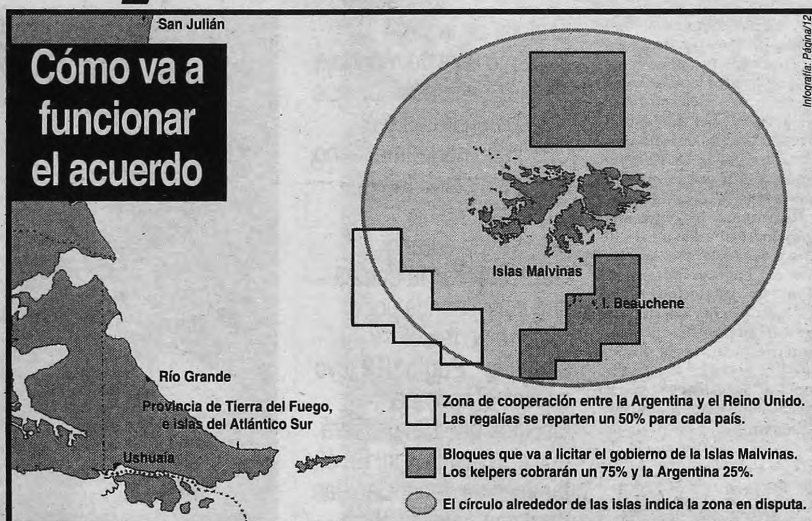 San Julián
Cómo va a
funcionar
el acuerdo
Infografía: Página/12
Islas Malvinas
I. Beauchene
Río Grande
Provincia de Tierra del Fuego,
e islas del Atlántico Sur
Ushuaia
Zona de cooperación entre la Argentina y el Reino Unido.
Las regalías se reparten un 50% para cada país.
Bloques que va a licitar el gobierno de la Islas Malvinas.
Los kelpers cobrarán un 75% y la Argentina 25%.
El círculo alrededor de las islas indica la zona en disputa.